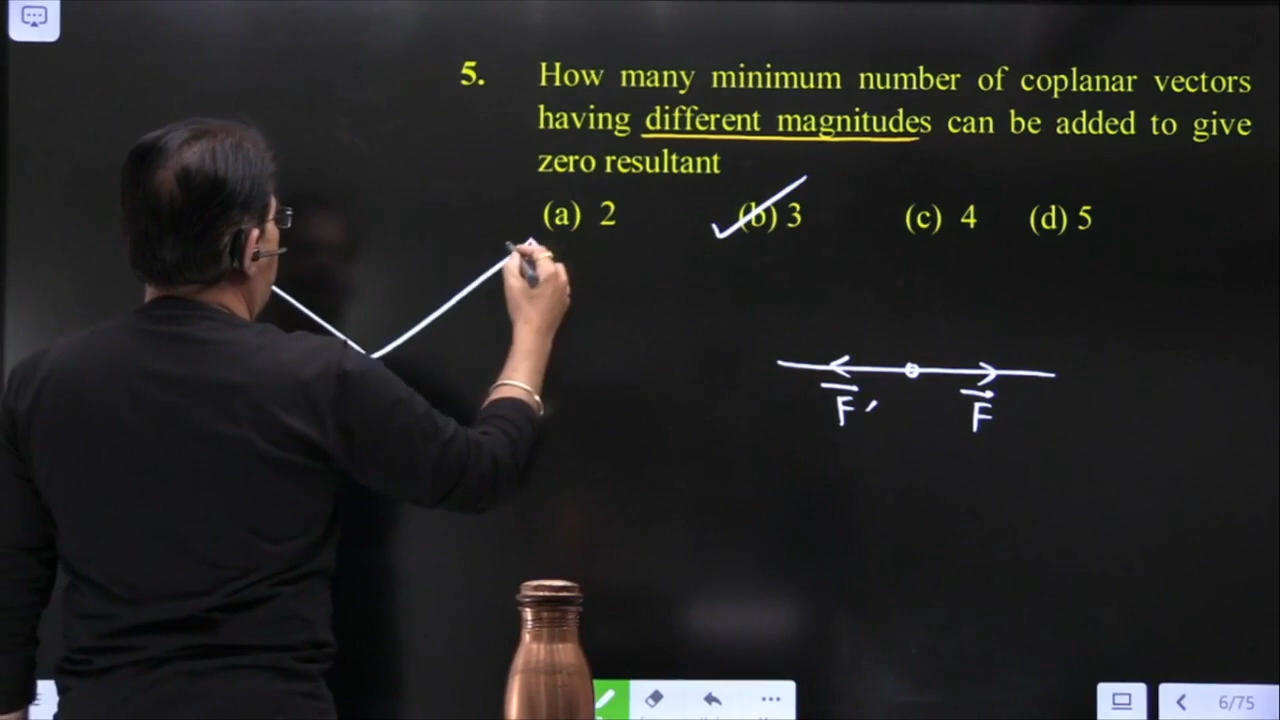 5. How many minimum number of coplanar vectors
having different magnitudes can be added to give
zero resultant
(a) 2 (b) 3 (c) 4 (d) 5
F′ F
6/75